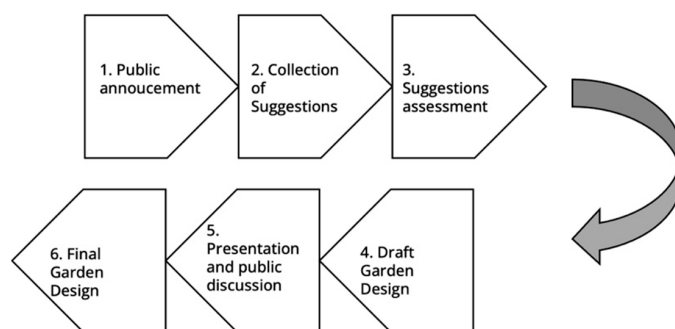 1. Public
annoucement
2. Collection
of
Suggestions
3.
Suggestions
assessment
4. Draft
Garden
Design
5.
Presentation
and public
discussion
6. Final
Garden
Design